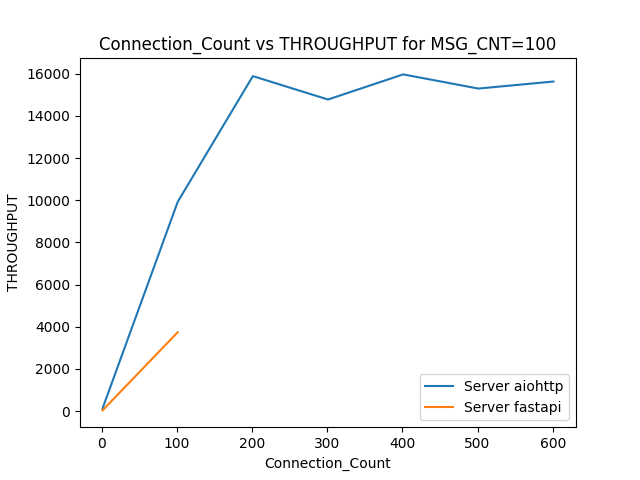 Connection_Count vs THROUGHPUT for MSG_CNT=100
16000
14000
12000
10000
8000
6000
4000
2000
0
THROUGHPUT
Server aiohttp
Server fastapi
0 100 200 300 400 500 600
Connection_Count